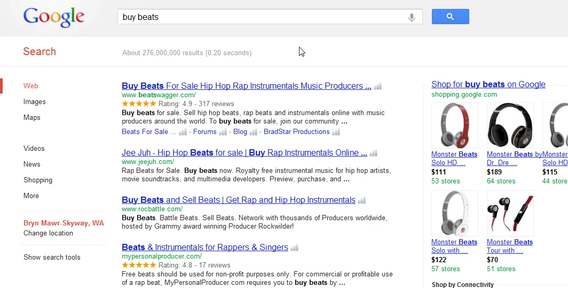 Google
buy beats
Search
About 276,000,000 results (0.20 seconds)
Web
Images
Maps
Videos
News
Shopping
More
Bryn Mawr-Skyway, WA
Change location
Show search tools
Buy Beats For Sale Hip Hop Rap Instrumentals Music Producers ...
www.beatswagger.com/
Rating: 4.9 - 317 reviews
Buy beats for sale. Sell hip hop beats, rap beats and instrumentals online with music
producers around the world. To buy beats for sale, join our community ...
Beats For Sale ... - Forums - Blog - BradStar Productions
Jee Juh - Hip Hop Beats for sale | Buy Rap Instrumentals Online ...
www.jeejuh.com/
Rap Beats for Sale. Buy beats now. Royalty free instrumental music for hip hop artists,
movie soundtracks, and multimedia developers. Preview, purchase, and ...
Buy Beats and Sell Beats | Get Rap and Hip Hop Instrumentals
www.rocbattle.com/
Buy Beats. Battle Beats. Sell Beats. Network with thousands of Producers worldwide,
hosted by Grammy award winning Producer Rockwilder!
Beats & Instrumentals for Rappers & Singers
mypersonalproducer.com/
Rating: 4.8 - 17 reviews
Free beats should be used for non-profit purposes only. For commercial or profitable use
of a rap beat, MyPersonalProducer.com requires you to buy beats by ...
Shop for buy beats on Google
shopping.google.com
Monster Beats
Solo HD ...
$111
53 stores
Monster Beats by
Dr. Dre ...
$189
64 stores
Mons
Solo H
$115
44 sto
Monster Beats
Solo with ...
$122
57 stores
Monster Beats
Tour with ...
$70
51 stores
Shop by Connectivity